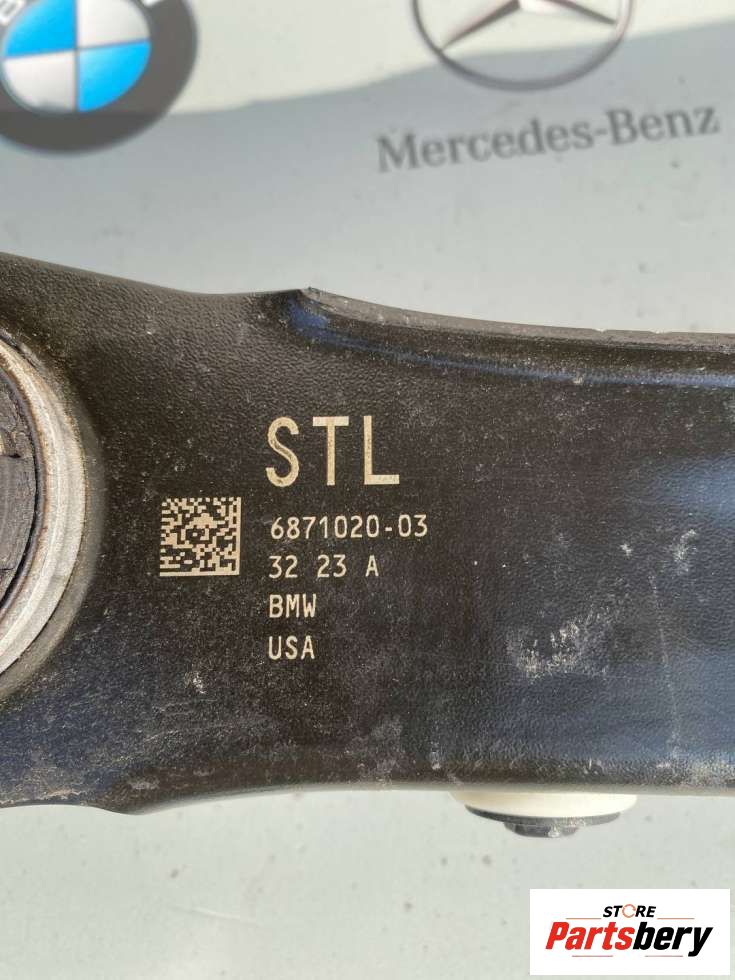 Mercedes-Benz
STL
6871020-03
32 23 A
BMW
USA
STORE
Partsbery